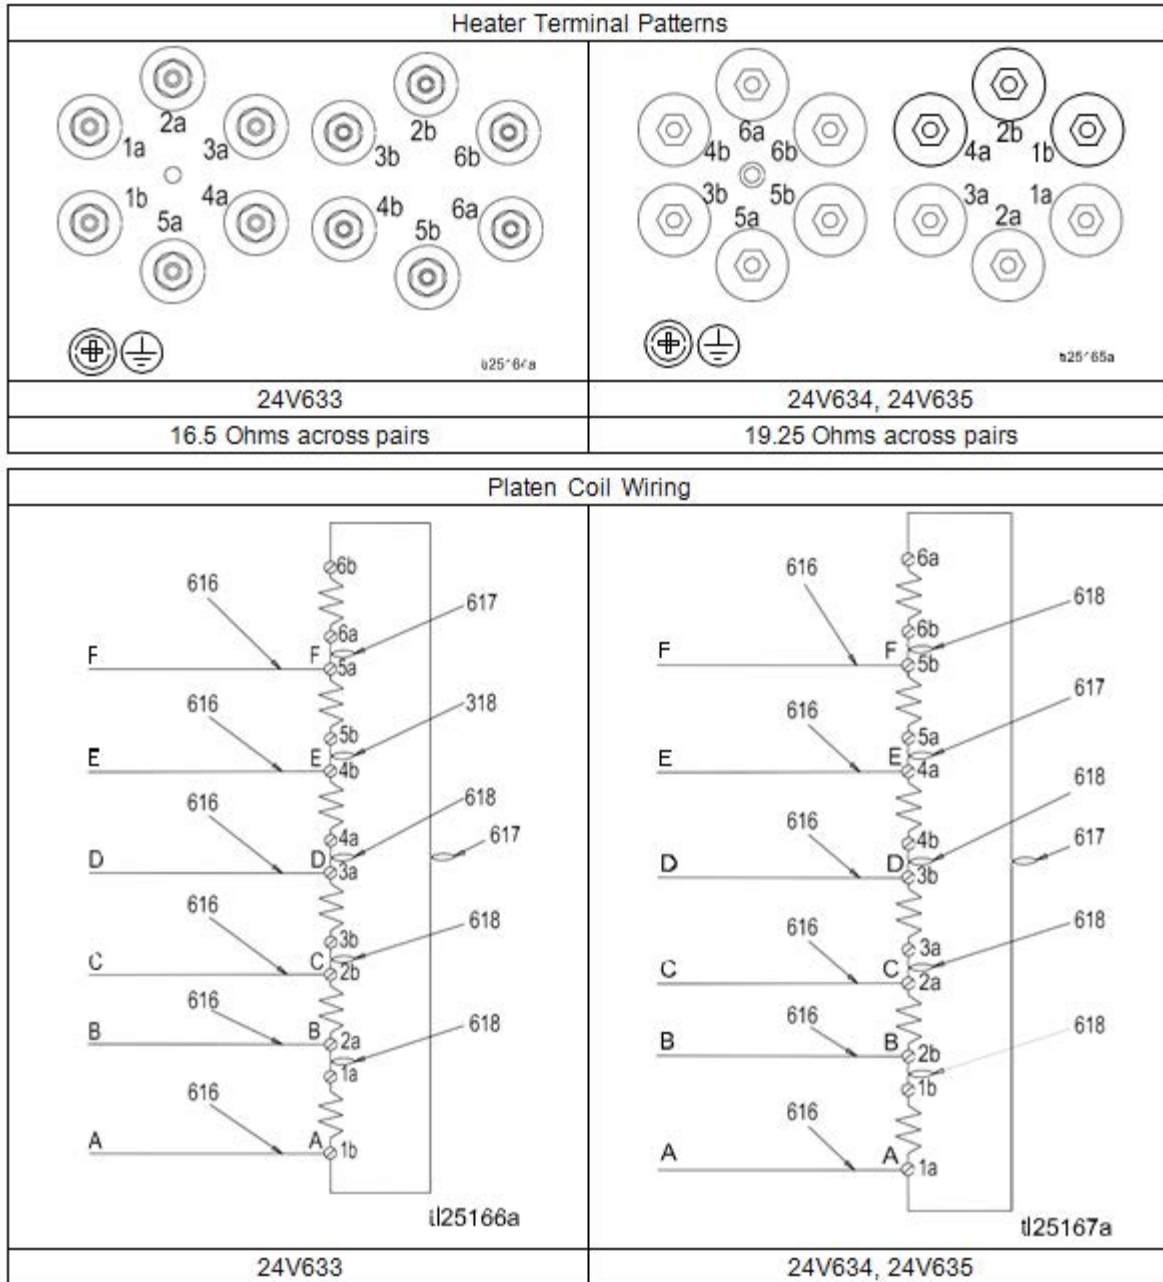 Heater Terminal Patterns
2a 2b 6a 2b
1a 3a 3b 6b 4b 6b 4a 1b
1b 4a 4b 6a 3b 5b 3a 1a
5a 5b 5a 2a
24V633 24V634, 24V635
16.5 Ohms across pairs 19.25 Ohms across pairs
Platen Coil Wiring
6b
616
617
6a
F F 5a
616
318
5b
E E 4b
616
618
4a
617
D D 3a
616
618
3b
C C 2b
616
618
B B 2a
1a
616
A A 1b
6a
616
618
6b
F F 5b
617
616
5a
E E 4a
618
616
4b
617
D D 3b
618
616
3a
C C 2a
616
618
B B 2b
1b
616
A A 1a
ti25167a
24V633 24V634, 24V635